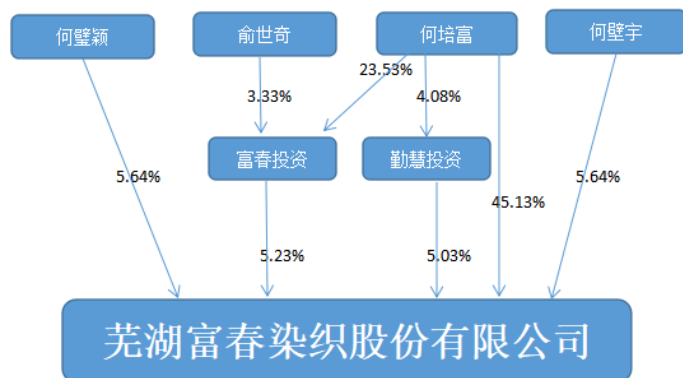 何璧颖
俞世奇
何培富
何壁宇
23.53%
3.33%
4.08%
富春投资
勤慧投资
5.64%
45.13%
5.64%
5.23%
5.03%
芜湖富春染织股份有限公司